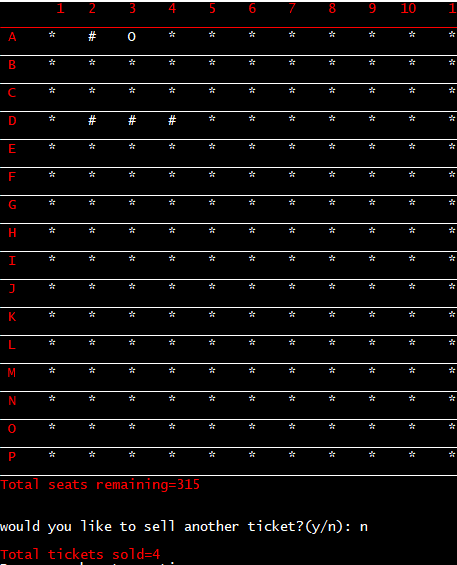 1 2 3 4 5 6 7 8 9 10 1
A * # O * * * * * * * *
B * * * * * * * * * * *
C * * * * * * * * * * *
D * # # # * * * * * * *
E * * * * * * * * * * *
F * * * * * * * * * * *
G * * * * * * * * * * *
H * * * * * * * * * * *
I * * * * * * * * * * *
J * * * * * * * * * * *
K * * * * * * * * * * *
L * * * * * * * * * * *
M * * * * * * * * * * *
N * * * * * * * * * * *
O * * * * * * * * * * *
P * * * * * * * * * * *
Total seats remaining=315
would you like to sell another ticket?(y/n): n
Total tickets sold=4